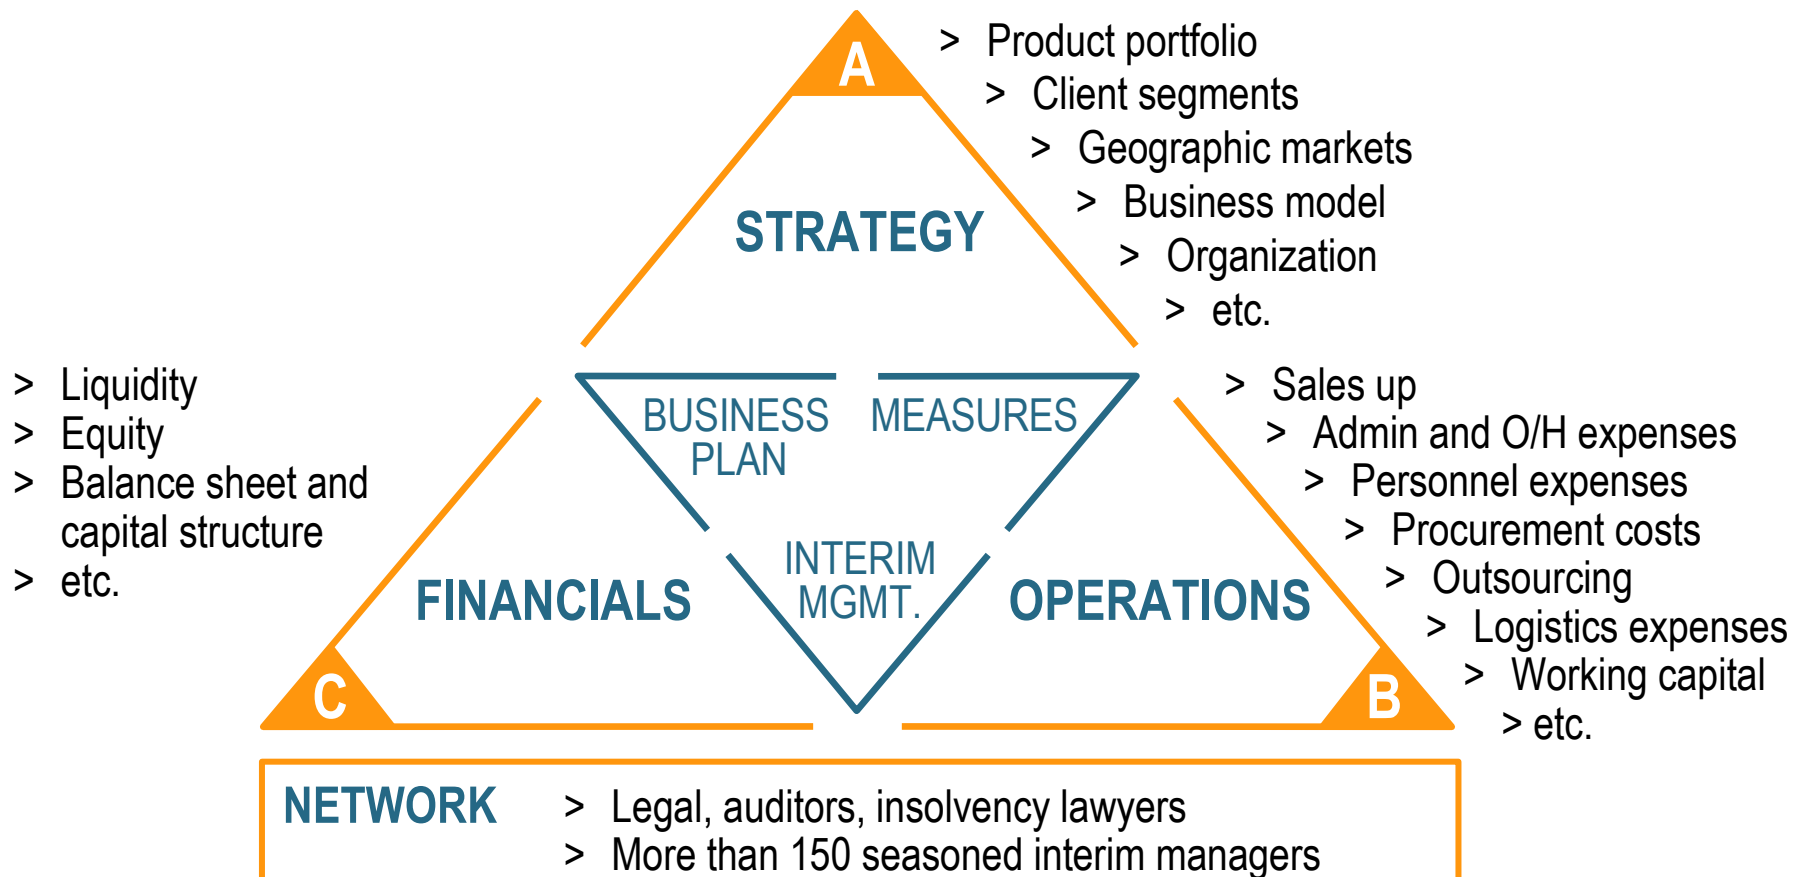 A
> Product portfolio
> Client segments
> Geographic markets
> Business model
STRATEGY
> Organization
> etc.
> Liquidity
> Equity
> Balance sheet and
capital structure
> etc.
BUSINESS
PLAN
MEASURES
INTERIM
MGMT.
> Sales up
> Admin and O/H expenses
> Personnel expenses
> Procurement costs
> Outsourcing
> Logistics expenses
> Working capital
> etc.
FINANCIALS
OPERATIONS
C
B
NETWORK
> Legal, auditors, insolvency lawyers
> More than 150 seasoned interim managers